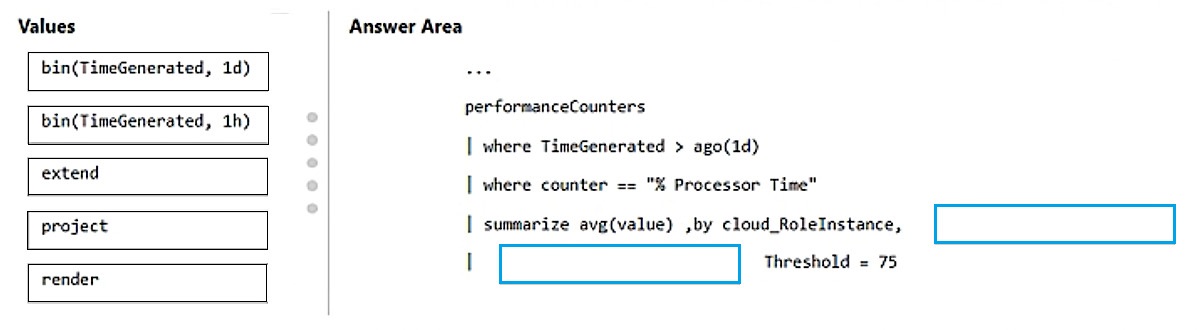 Values
bin(TimeGenerated, 1d)
bin(TimeGenerated, 1h)
extend
project
render
Answer Area
...
performanceCounters
| where TimeGenerated > ago(1d)
| where counter == "% Processor Time"
| summarize avg(value) ,by cloud_RoleInstance,
| Threshold = 75